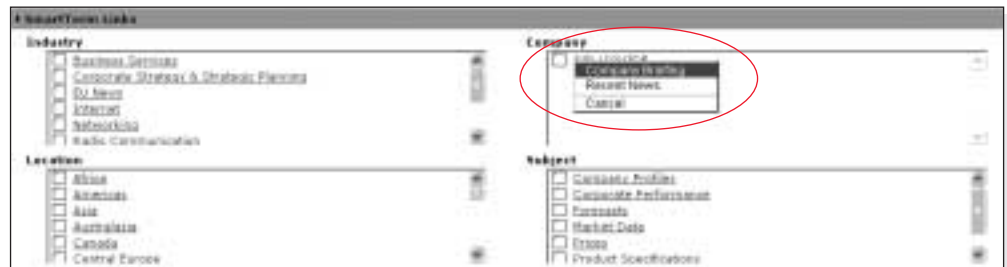 SmartTerm Links
Industry
Business Services
Corporate Strategy & Strategic Planning
DJ News
Internet
Networking
Radio Communication
Company
Company Briefing
Recent News
Cancel
Location
Africa
Americas
Asia
Australasia
Canada
Central Europe
Subject
Company Profiles
Corporate Performance
Forecasts
Market Data
Prices
Product Specifications